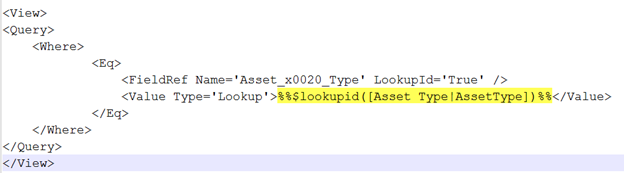 <View>
<Query>
<Where>
<Eq>
<FieldRef Name='Asset_x0020_Type' LookupId='True' />
<Value Type='Lookup'>%%$lookupid([Asset Type|AssetType])%%</Value>
</Eq>
</Where>
</Query>
</View>